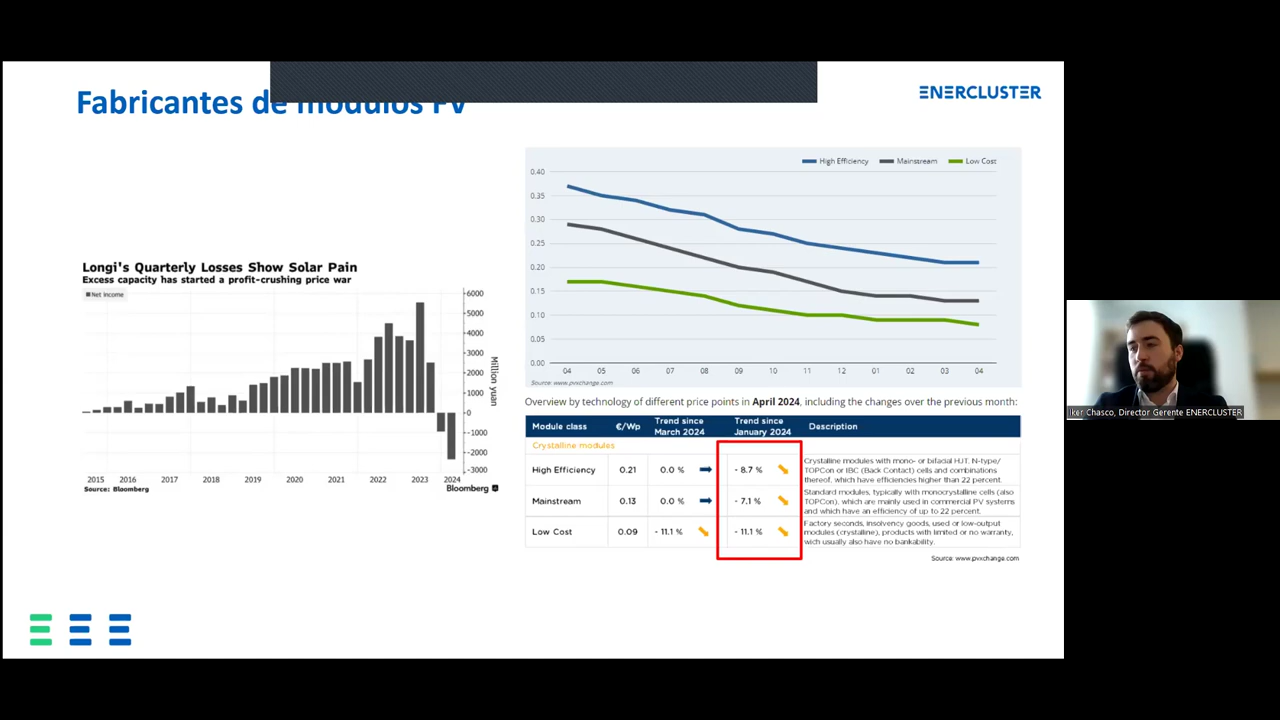 Fabricantes de módulos FV
ENERCLUSTER
Longi's Quarterly Losses Show Solar Pain
Excess capacity has started a profit-crushing price war
Net Income
6000
5000
4000
3000
2000
1000
0
-1000
-2000
-3000
Million yuan
2015 2016 2017 2018 2019 2020 2021 2022 2023 2024
Source: Bloomberg
Bloomberg
High Efficiency Mainstream Low Cost
0.40
0.35
0.30
0.25
0.20
0.15
0.10
0.05
0.00
04 05 06 07 08 09 10 11 12 01 02 03 04
Source: www.pvxchange.com
Overview by technology of different price points in April 2024, including the changes over the previous month:
Module class €/Wp Trend since March 2024 Trend since January 2024 Description
Crystalline modules
High Efficiency 0.21 0.0 % - 8.7 % Crystalline modules with mono- or bifacial HJT, N-type/
TOPCon or IBC (Back Contact) cells and combinations
thereof, which have efficiencies higher than 22 percent.
Mainstream 0.13 0.0 % - 7.1 % Standard modules, typically with monocrystalline cells (also
TOPCon), which are mainly used in commercial PV systems
and which have an efficiency of up to 22 percent.
Low Cost 0.09 - 11.1 % - 11.1 % Factory seconds, insolvency goods, used or low-output
modules (crystalline), products with limited or no warranty,
wich usually also have no bankability.
Source: www.pvxchange.com
Iker Chasco, Director Gerente ENERCLUSTER